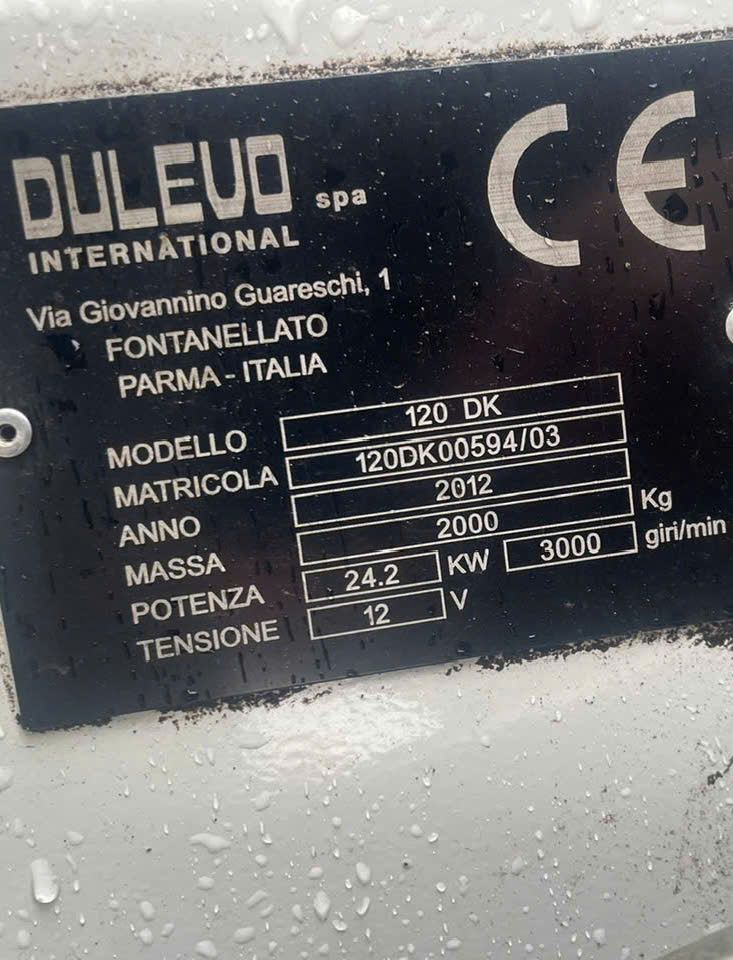 DULEVO spa
INTERNATIONAL
CE
Via Giovannino Guareschi, 1
FONTANELLATO
PARMA - ITALIA
MODELLO 120 DK
MATRICOLA 120DK00594/03
ANNO 2012
MASSA 2000 Kg
POTENZA 24.2 KW 3000 giri/min
TENSIONE 12 V